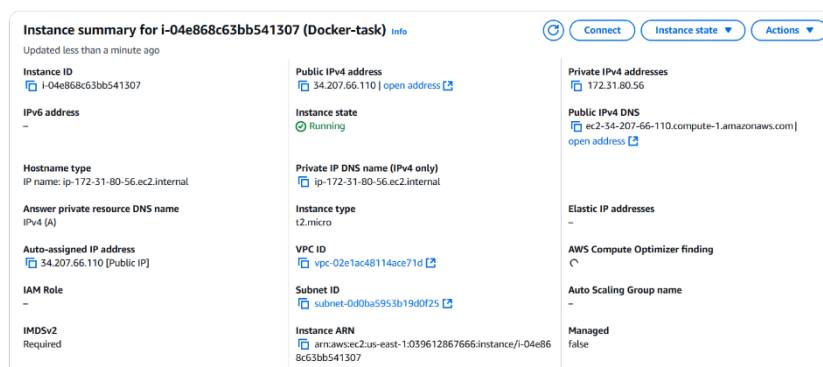 Instance summary for i-04e868c63bb541307 (Docker-task) Info
Connect
Instance state ▼
Actions ▼
Updated less than a minute ago
Instance ID
i-04e868c63bb541307
Public IPv4 address
34.207.66.110 | open address
Private IPv4 addresses
172.31.80.56
IPv6 address
–
Instance state
Running
Public IPv4 DNS
ec2-34-207-66-110.compute-1.amazonaws.com |
open address
Hostname type
IP name: ip-172-31-80-56.ec2.internal
Private IP DNS name (IPv4 only)
ip-172-31-80-56.ec2.internal
Answer private resource DNS name
IPv4 (A)
Instance type
t2.micro
Elastic IP addresses
–
Auto-assigned IP address
34.207.66.110 [Public IP]
VPC ID
vpc-02e1ac48114ace71d
AWS Compute Optimizer finding
IAM Role
–
Subnet ID
subnet-0d0ba5953b19d0f25
Auto Scaling Group name
–
IMDSv2
Required
Instance ARN
arn:aws:ec2:us-east-1:039612867666:instance/i-04e86
8c63bb541307
Managed
false